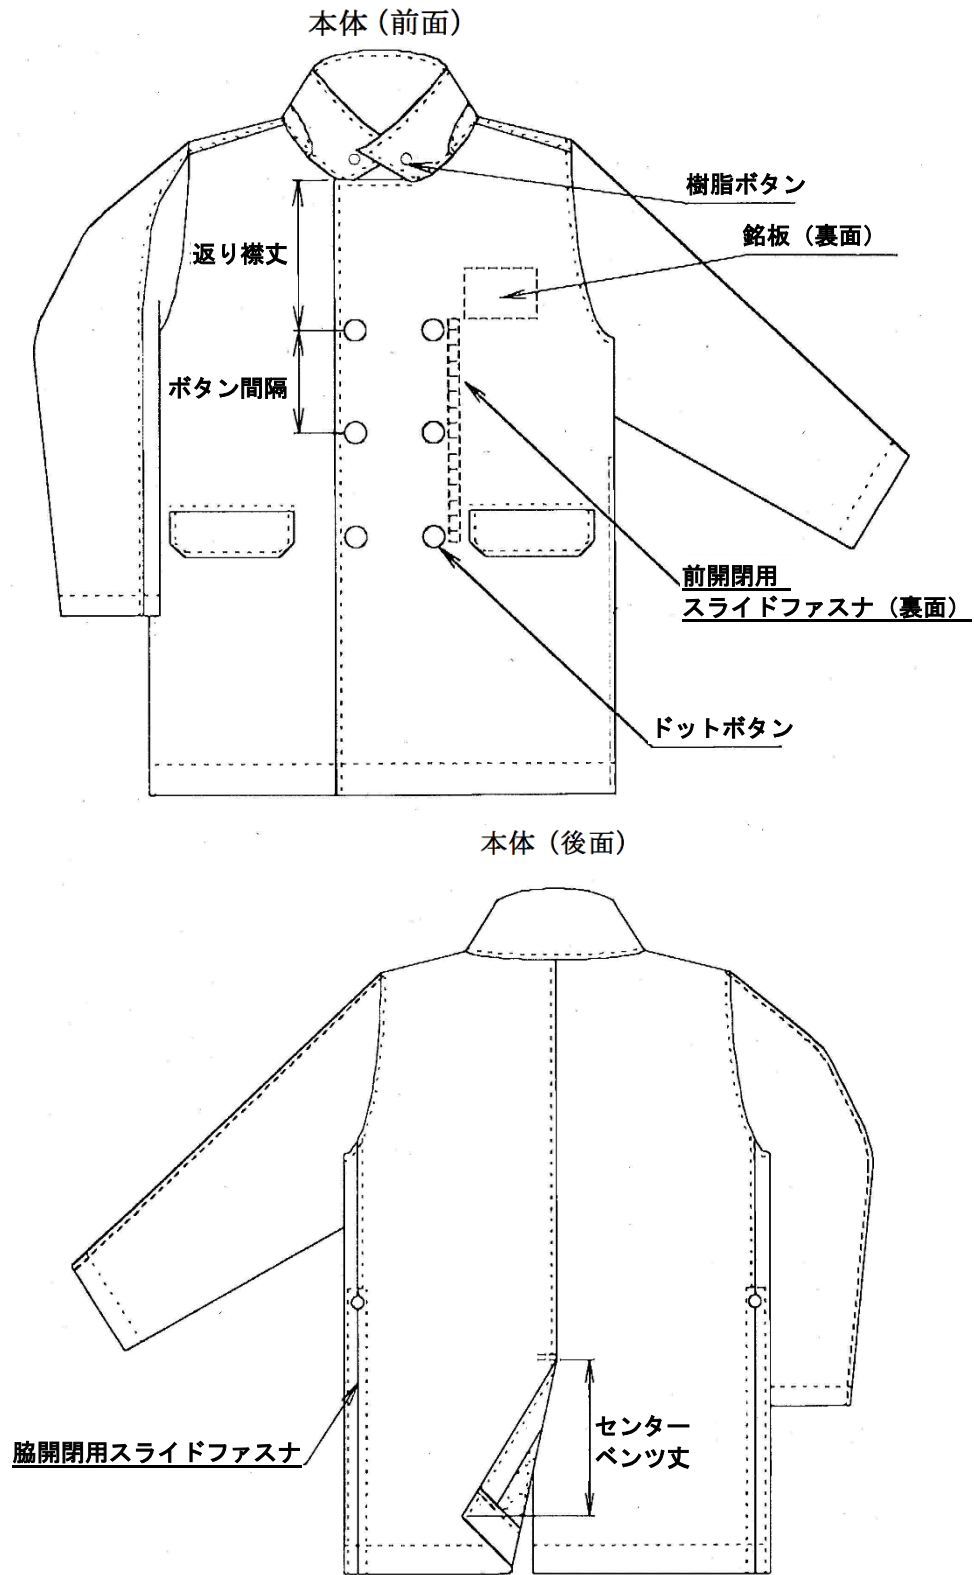 本体（前面）
樹脂ボタン
銘板（裏面）
返り襟丈
ボタン間隔
前開閉用
スライドファスナ（裏面）
ドットボタン
本体（後面）
センター
ベンツ丈
脇開閉用スライドファスナ